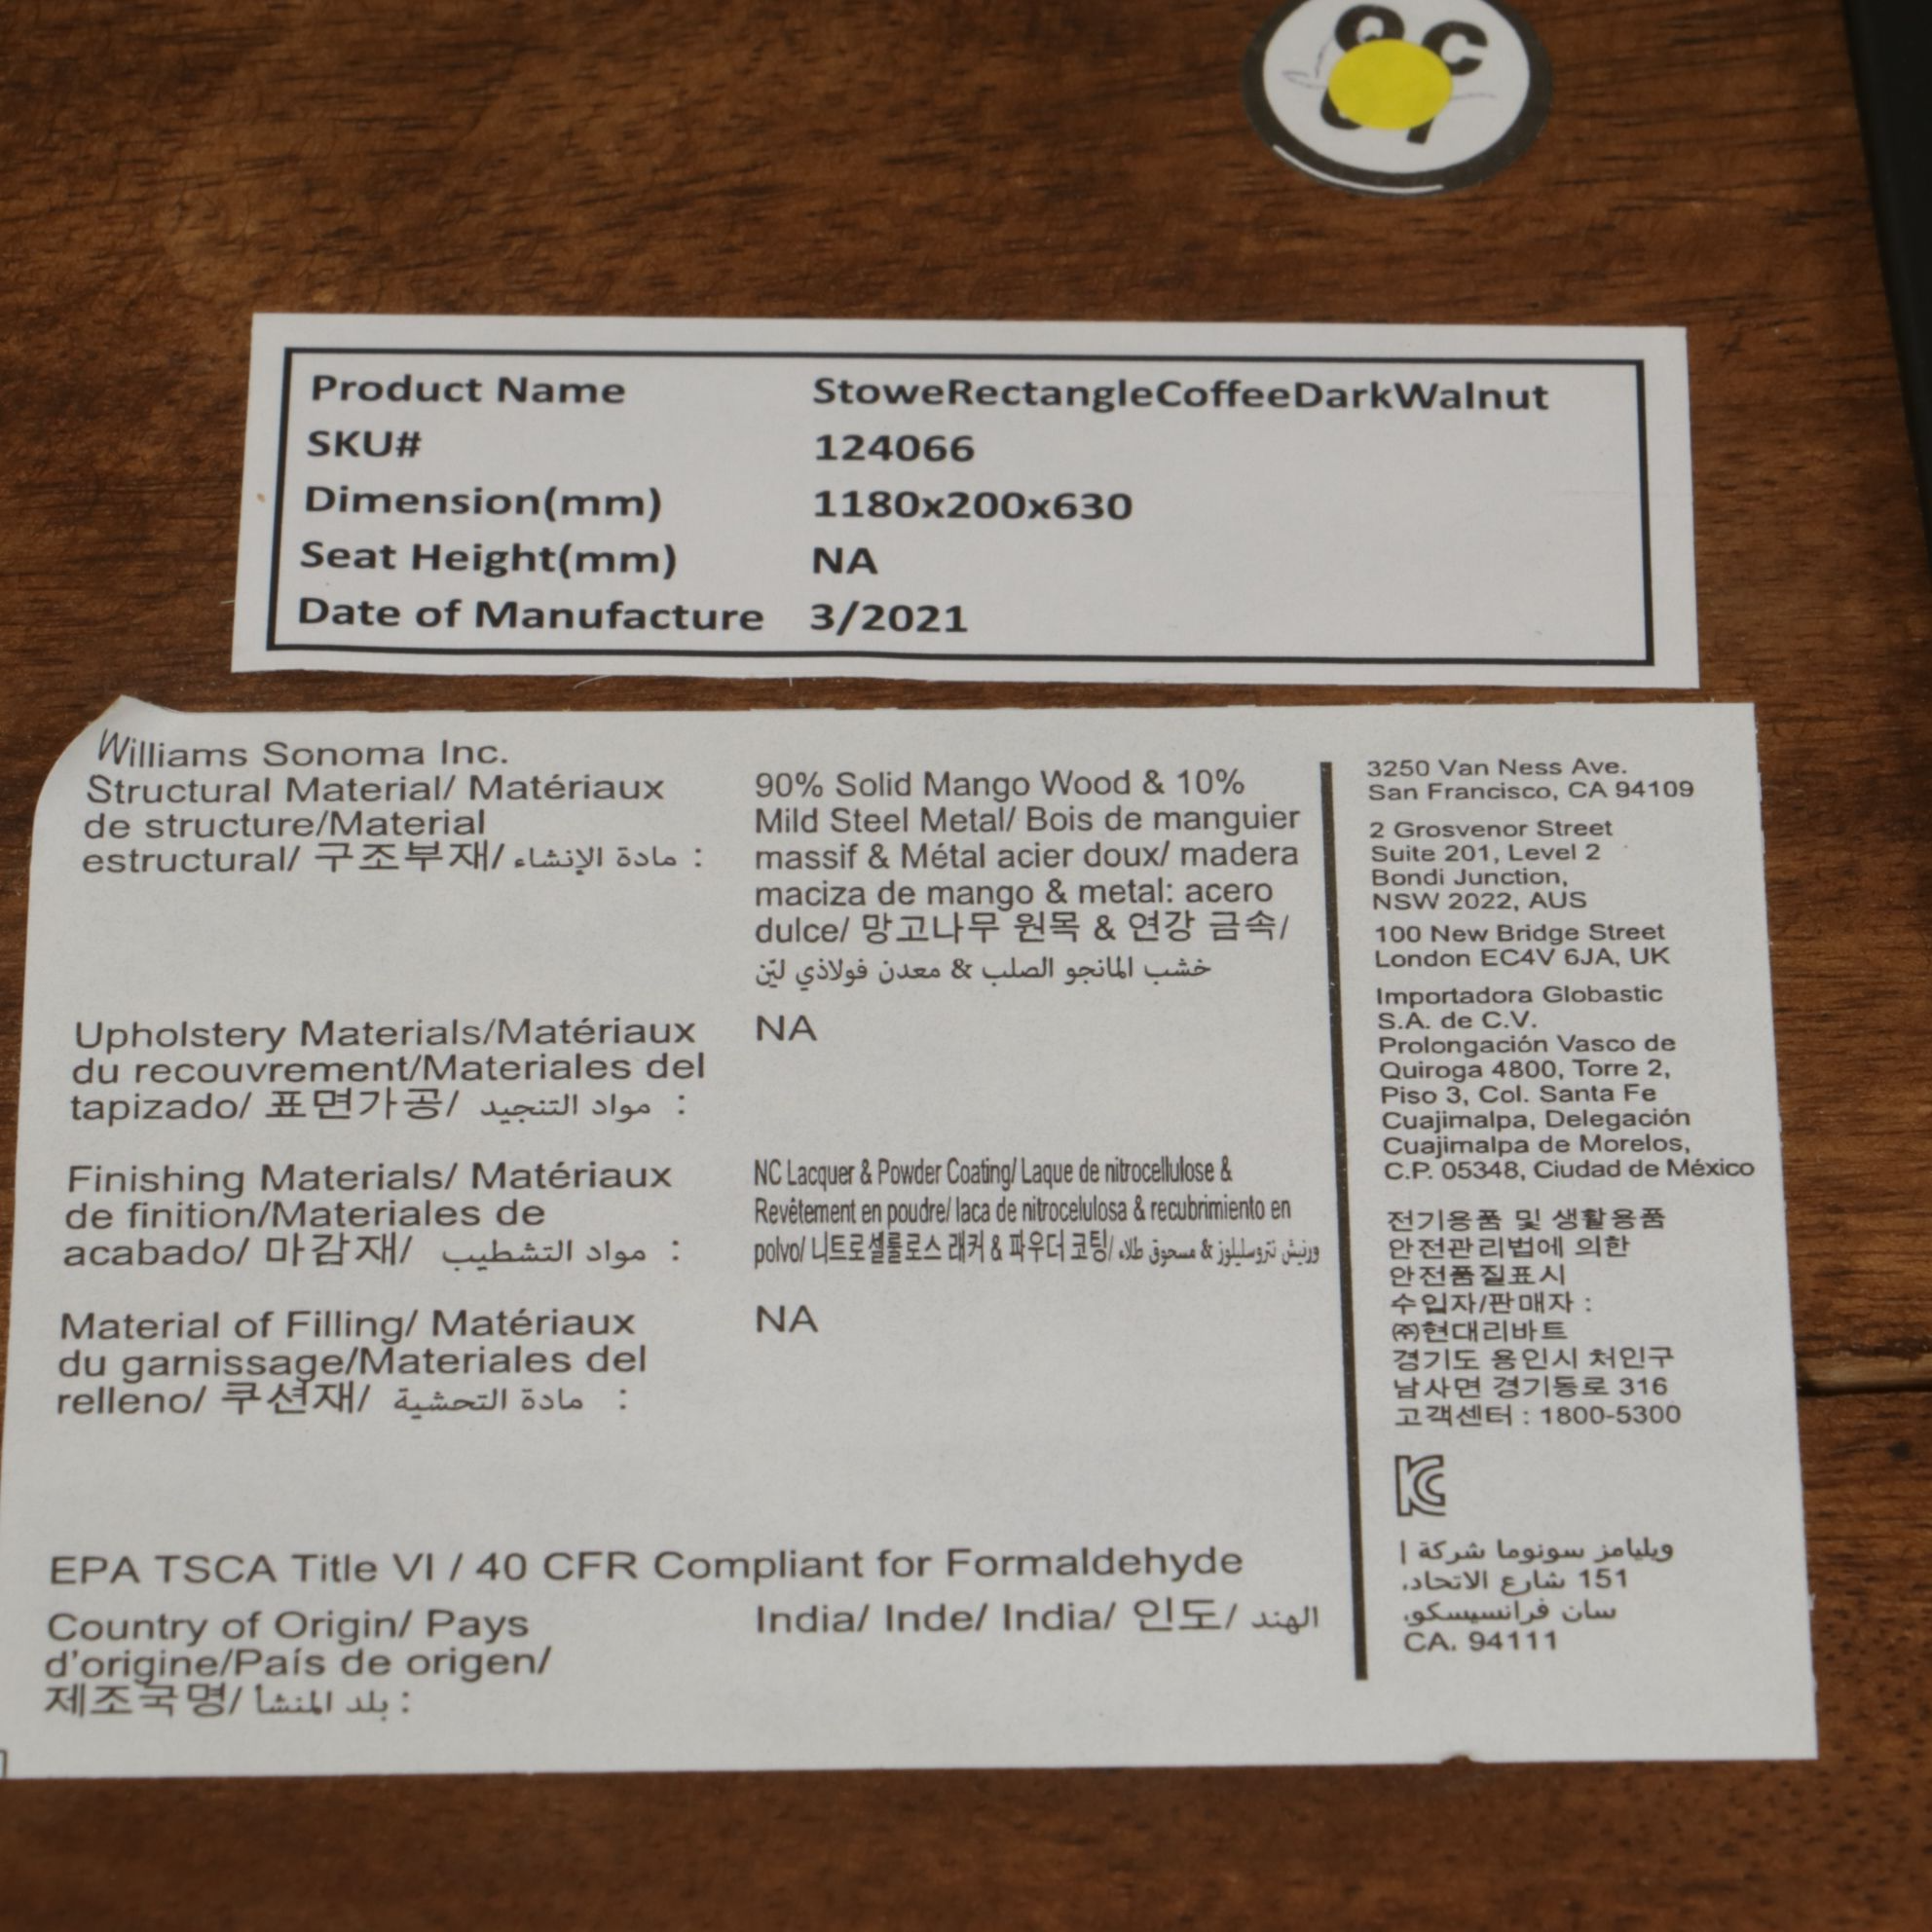 QC
Product Name StoweRectangleCoffeeDarkWalnut
SKU# 124066
Dimension(mm) 1180x200x630
Seat Height(mm) NA
Date of Manufacture 3/2021
Williams Sonoma Inc.
Structural Material/ Matériaux
de structure/Material
estructural/ 구조부재/ مادة الإنشاء :
90% Solid Mango Wood & 10%
Mild Steel Metal/ Bois de manguier
massif & Métal acier doux/ madera
maciza de mango & metal: acero
dulce/ 망고나무 원목 & 연강 금속/
خشب المانجو الصلب & معدن فولاذي ليّن
Upholstery Materials/Matériaux
du recouvrement/Materiales del
tapizado/ 표면가공/ مواد التنجيد :
NA
Finishing Materials/ Matériaux
de finition/Materiales de
acabado/ 마감재/ مواد التشطيب :
NC Lacquer & Powder Coating/ Laque de nitrocellulose &
Revêtement en poudre/ laca de nitrocelulosa & recubrimiento en
polvo/ 니트로셀룰로스 래커 & 파우더 코팅/ ورنيش نتروسليلوز & مسحوق طلاء
Material of Filling/ Matériaux
du garnissage/Materiales del
relleno/ 쿠션재/ مادة التحشية :
NA
EPA TSCA Title VI / 40 CFR Compliant for Formaldehyde
Country of Origin/ Pays
d'origine/País de origen/
제조국명/ بلد المنشأ :
India/ Inde/ India/ 인도/ الهند
3250 Van Ness Ave.
San Francisco, CA 94109
2 Grosvenor Street
Suite 201, Level 2
Bondi Junction,
NSW 2022, AUS
100 New Bridge Street
London EC4V 6JA, UK
Importadora Globastic
S.A. de C.V.
Prolongación Vasco de
Quiroga 4800, Torre 2,
Piso 3, Col. Santa Fe
Cuajimalpa, Delegación
Cuajimalpa de Morelos,
C.P. 05348, Ciudad de México
전기용품 및 생활용품
안전관리법에 의한
안전품질표시
수입자/판매자 :
㈜현대리바트
경기도 용인시 처인구
남사면 경기동로 316
고객센터 : 1800-5300
KC
ويليامز سونوما شركة |
151 شارع الاتحاد،
سان فرانسيسكو،
CA. 94111